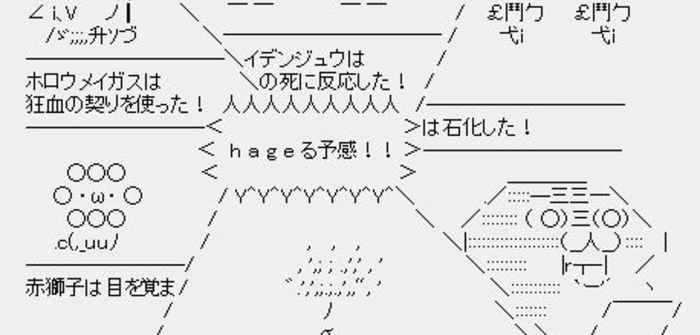 イデンジュウは
の死に反応した！
ホロウメイガスは
狂血の契りを使った！
は石化した！
ｈａｇｅる予感！！
赤獅子は目を覚ま